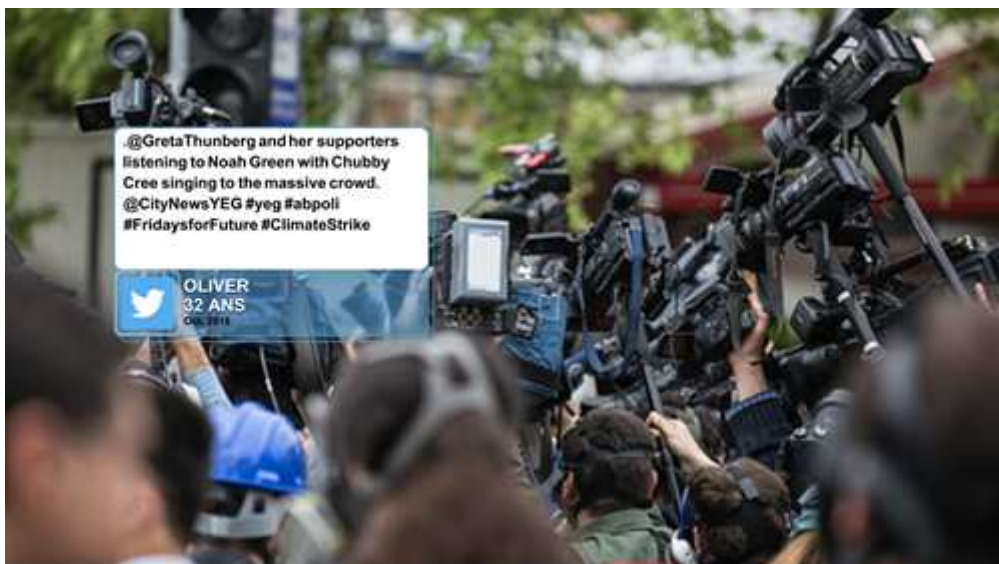 .@GretaThunberg and her supporters
listening to Noah Green with Chubby
Cree singing to the massive crowd.
@CityNewsYEG #yeg #abpoli
#FridaysforFuture #ClimateStrike
OLIVER
32 ANS